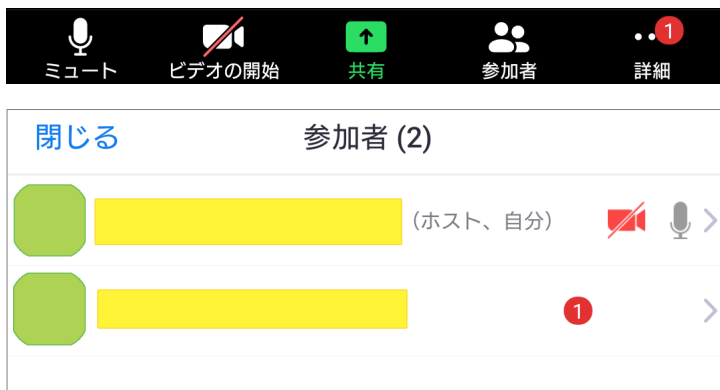 1
ミュート ビデオの開始 共有 参加者 詳細
閉じる 参加者 (2)
(ホスト、自分)
1